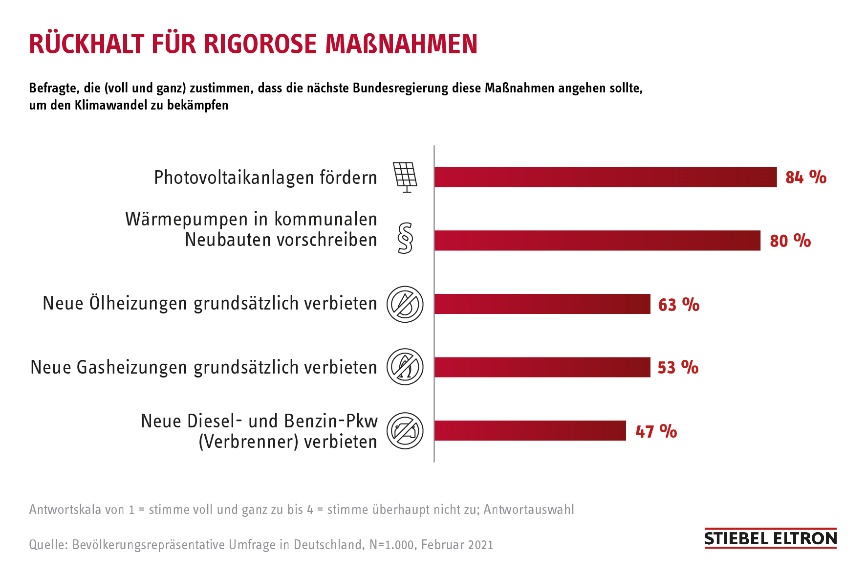 RÜCKHALT FÜR RIGOROSE MAẞNAHMEN
Befragte, die (voll und ganz) zustimmen, dass die nächste Bundesregierung diese Maßnahmen angehen sollte,
um den Klimawandel zu bekämpfen
Photovoltaikanlagen fördern
84 %
Wärmepumpen in kommunalen
Neubauten vorschreiben
§
80 %
Neue Ölheizungen grundsätzlich verbieten
63 %
Neue Gasheizungen grundsätzlich verbieten
53 %
Neue Diesel- und Benzin-Pkw
(Verbrenner) verbieten
47 %
Antwortskala von 1 = stimme voll und ganz zu bis 4 = stimme überhaupt nicht zu; Antwortauswahl
Quelle: Bevölkerungsrepräsentative Umfrage in Deutschland, N=1.000, Februar 2021
STIEBEL ELTRON